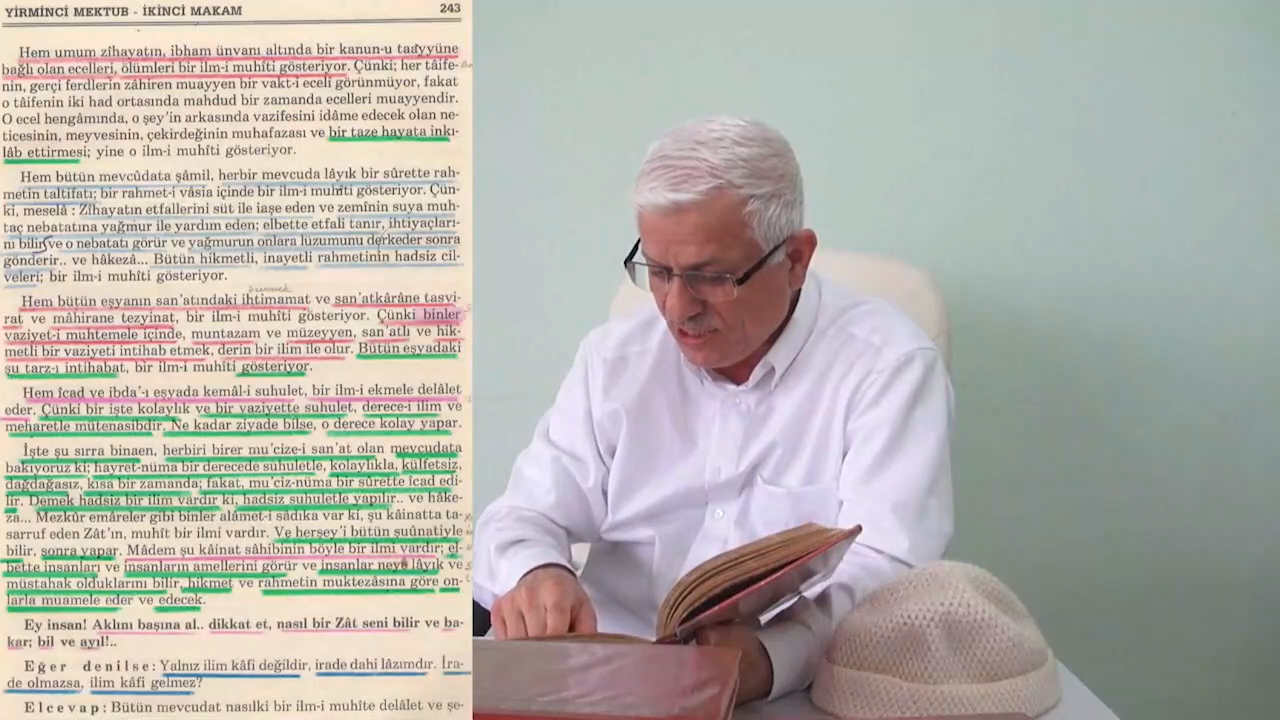 YİRMİNCİ MEKTUB - İKİNCİ MAKAM 243
Hem umum zîhayatın, ibham ünvanı altında bir kanun-u taayyüne
bağlı olan ecelleri, ölümleri bir ilm-i muhîti gösteriyor. Çünki; her tâife-
nin, gerçi ferdlerin zâhiren muayyen bir vakt-i eceli görünmüyor, fakat
o tâifenin iki had ortasında mahdud bir zamanda ecelleri muayyendir.
O ecel hengâmında, o şey'in arkasında vazifesini idâme edecek olan ne-
ticesinin, meyvesinin, çekirdeğinin muhafazası ve bir taze hayata inkı-
lâb ettirmesi; yine o ilm-i muhîti gösteriyor.
Hem bütün mevcûdata şâmil, herbir mevcuda lâyık bir sûrette rah-
metin taltifatı; bir rahmet-i vâsia içinde bir ilm-i muhîti gösteriyor. Çün-
ki, meselâ : Zîhayatın etfallerini süt ile iaşe eden ve zemînin suya muh-
taç nebatatına yağmur ile yardım eden; elbette etfali tanır, ihtiyaçları-
nı bilir ve o nebatatı görür ve yağmurun onlara lüzumunu derkeder sonra
gönderir.. ve hâkezâ... Bütün hikmetli, inayetli rahmetinin hadsiz cil-
veleri; bir ilm-i muhîti gösteriyor.
Hem bütün eşyanın san'atındaki ihtimamat ve san'atkârâne tasvi-
rat ve mâhirane tezyinat, bir ilm-i muhîti gösteriyor. Çünki binler
vaziyet-i muhtemele içinde, muntazam ve müzeyyen, san'atlı ve hik-
metli bir vaziyeti intihab etmek, derin bir ilim ile olur. Bütün eşyadaki
şu tarz-ı intihabat, bir ilm-i muhîti gösteriyor.
Hem îcad ve ibda'-ı eşyada kemâl-i suhulet, bir ilm-i ekmele delâlet
eder. Çünki bir işte kolaylık ve bir vaziyette suhulet, derece-i ilim ve
meharetle mütenasibdir. Ne kadar ziyade bilse, o derece kolay yapar.
İşte şu sırra binaen, herbiri birer mu'cize-i san'at olan mevcudata
bakıyoruz ki; hayret-nüma bir derecede suhuletle, kolaylıkla, külfetsiz,
dağdağasız, kısa bir zamanda; fakat, mu'ciz-nüma bir sûrette îcad edi-
lir. Demek hadsiz bir ilim vardır ki, hadsiz suhuletle yapılır.. ve hâke-
za... Mezkûr emâreler gibi binler alâmet-i sâdıka var ki, şu kâinatta ta-
sarruf eden Zât'ın, muhît bir ilmi vardır. Ve herşey'i bütün şuûnatiyle
bilir, sonra yapar. Mâdem şu kâinat sâhibinin böyle bir ilmi vardır; el-
bette insanları ve insanların amellerini görür ve insanlar neye lâyık ve
müstahak olduklarını bilir, hikmet ve rahmetin muktezâsına göre on-
larla muamele eder ve edecek.
Ey insan! Aklını başına al.. dikkat et, nasıl bir Zât seni bilir ve ba-
kar; bil ve ayıl!..
Eğer denilse: Yalnız ilim kâfi değildir, irade dahi lâzımdır. İra-
de olmazsa, ilim kâfi gelmez?
Elcevap: Bütün mevcudat nasılki bir ilm-i muhîte delâlet ve şe-